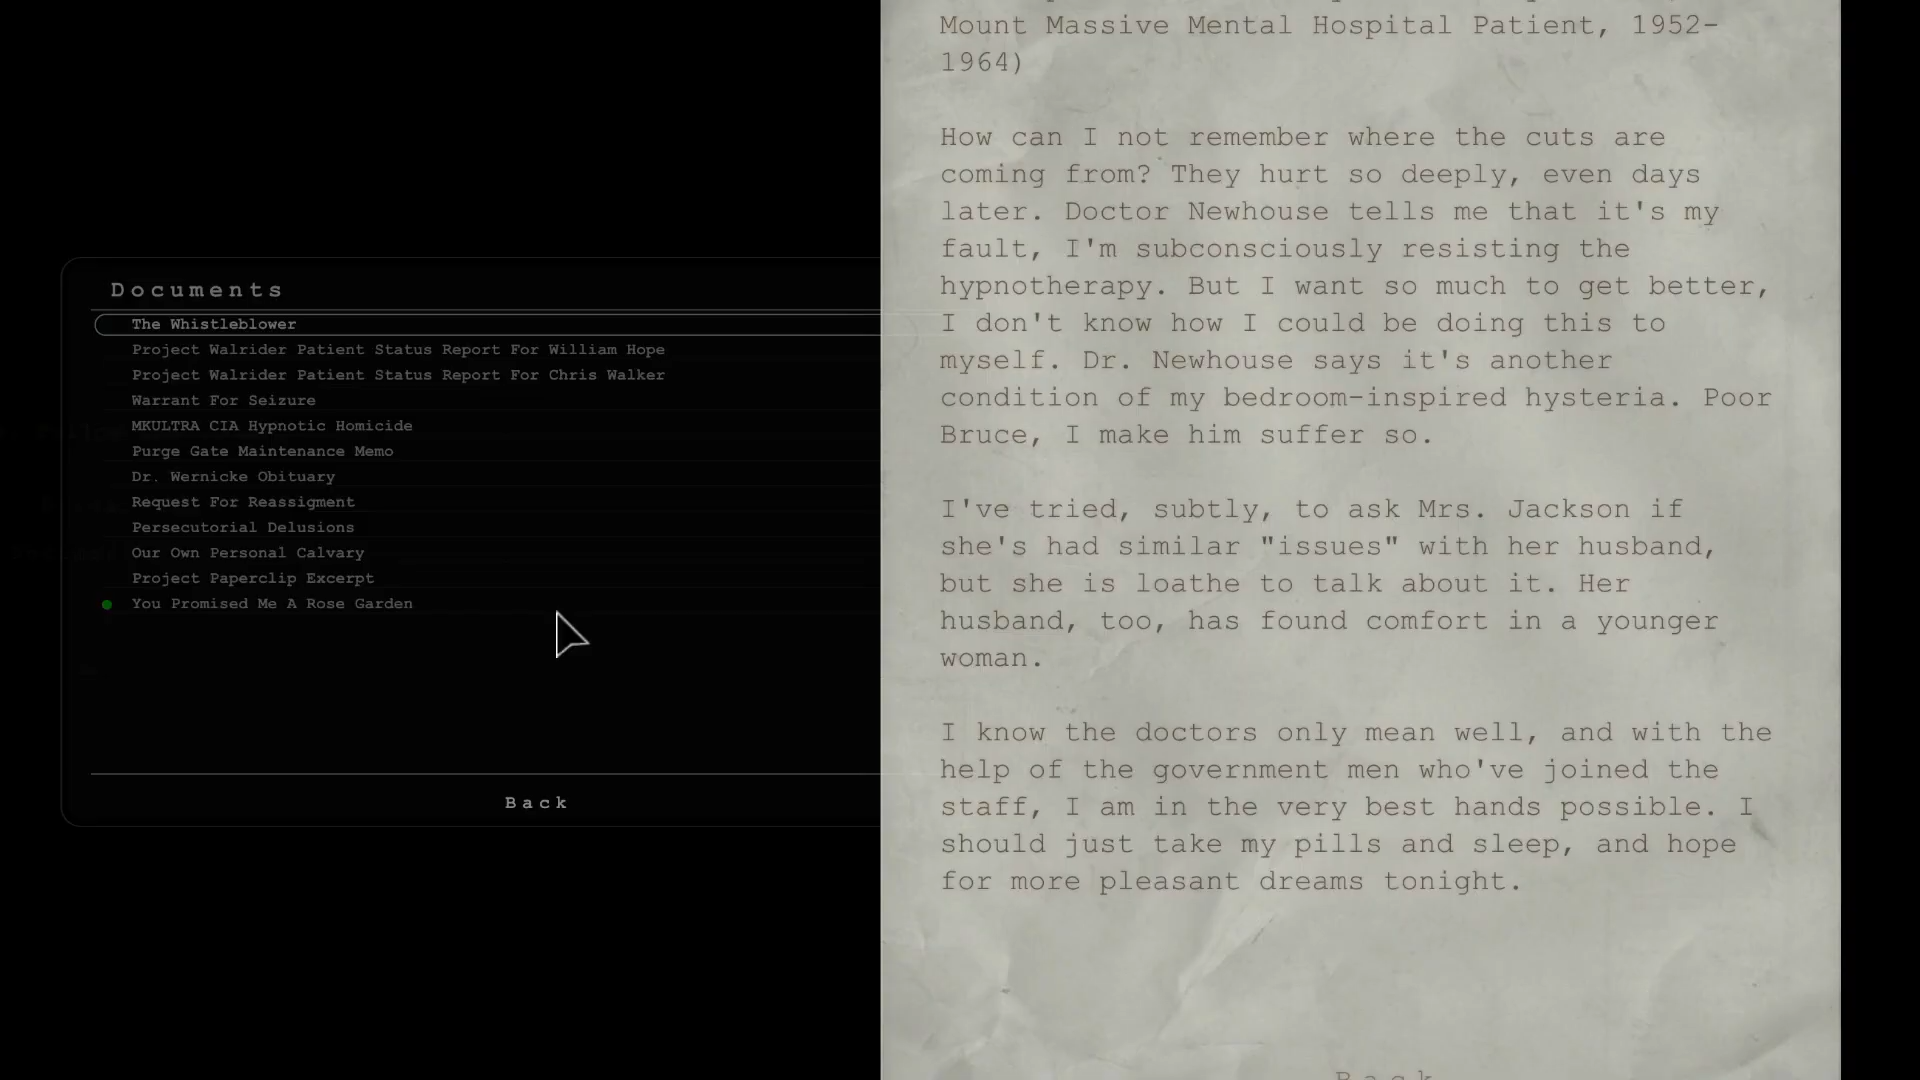 Documents
The Whistleblower
Project Walrider Patient Status Report For William Hope
Project Walrider Patient Status Report For Chris Walker
Warrant For Seizure
MKULTRA CIA Hypnotic Homicide
Purge Gate Maintenance Memo
Dr. Wernicke Obituary
Request For Reassigment
Persecutorial Delusions
Our Own Personal Calvary
Project Paperclip Excerpt
You Promised Me A Rose Garden
Back
Mount Massive Mental Hospital Patient, 1952-
1964)
How can I not remember where the cuts are
coming from? They hurt so deeply, even days
later. Doctor Newhouse tells me that it's my
fault, I'm subconsciously resisting the
hypnotherapy. But I want so much to get better,
I don't know how I could be doing this to
myself. Dr. Newhouse says it's another
condition of my bedroom-inspired hysteria. Poor
Bruce, I make him suffer so.
I've tried, subtly, to ask Mrs. Jackson if
she's had similar "issues" with her husband,
but she is loathe to talk about it. Her
husband, too, has found comfort in a younger
woman.
I know the doctors only mean well, and with the
help of the government men who've joined the
staff, I am in the very best hands possible. I
should just take my pills and sleep, and hope
for more pleasant dreams tonight.
Back